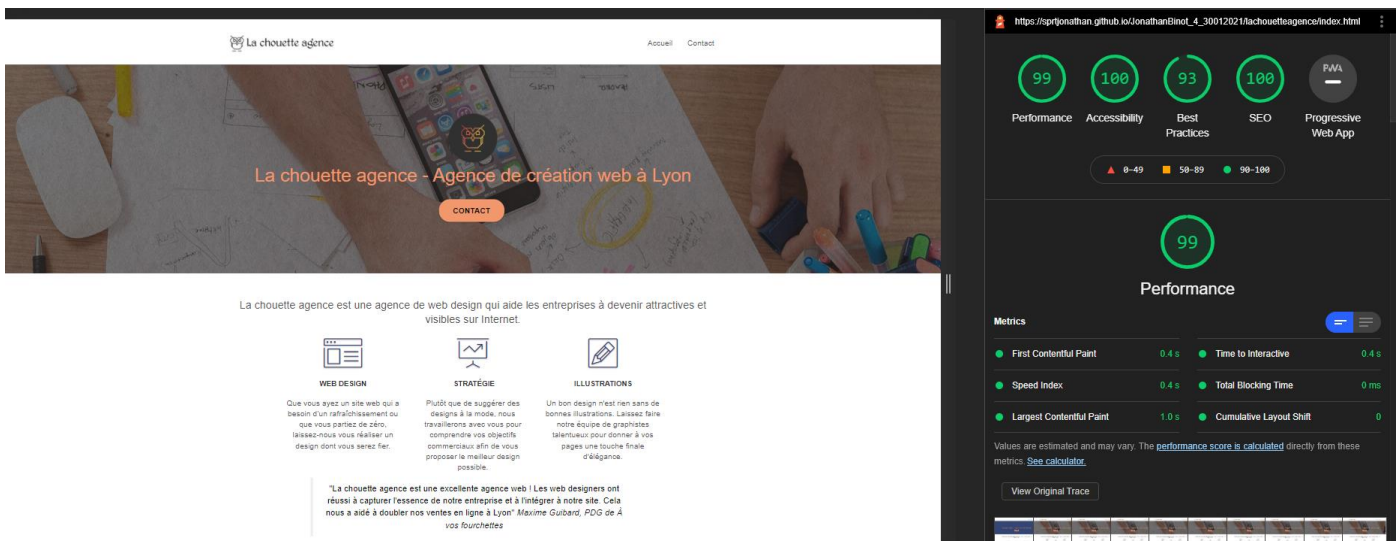 La chouette agence
Accueil Contact
La chouette agence - Agence de création web à Lyon
CONTACT
La chouette agence est une agence de web design qui aide les entreprises à devenir attractives et
visibles sur Internet.
WEB DESIGN
Que vous ayez un site web qui a
besoin d'un rafraîchissement ou
que vous partiez de zéro,
laissez-nous vous réaliser un
design dont vous serez fier.
STRATÉGIE
Plutôt que de suggérer des
designs à la mode, nous
travaillerons avec vous pour
comprendre vos objectifs
commerciaux afin de vous
proposer le meilleur design
possible.
ILLUSTRATIONS
Un bon design n'est rien sans de
bonnes illustrations. Laissez faire
notre équipe de graphistes
talentueux pour donner à vos
pages une touche finale
d'élégance.
"La chouette agence est une excellente agence web ! Les web designers ont
réussi à capturer l'essence de notre entreprise et à l'intégrer à notre site. Cela
nous a aidé à doubler nos ventes en ligne à Lyon" Maxime Guibard, PDG de À
vos fourchettes
https://sprtjonathan.github.io/JonathanBinot_4_30012021/lachouetteagence/index.html
99 100 93 100 PWA
Performance Accessibility Best Practices SEO Progressive Web App
0–49 50–89 90–100
99
Performance
Metrics
First Contentful Paint 0.4 s
Time to Interactive 0.4 s
Speed Index 0.4 s
Total Blocking Time 0 ms
Largest Contentful Paint 1.0 s
Cumulative Layout Shift 0
Values are estimated and may vary. The performance score is calculated directly from these
metrics. See calculator.
View Original Trace